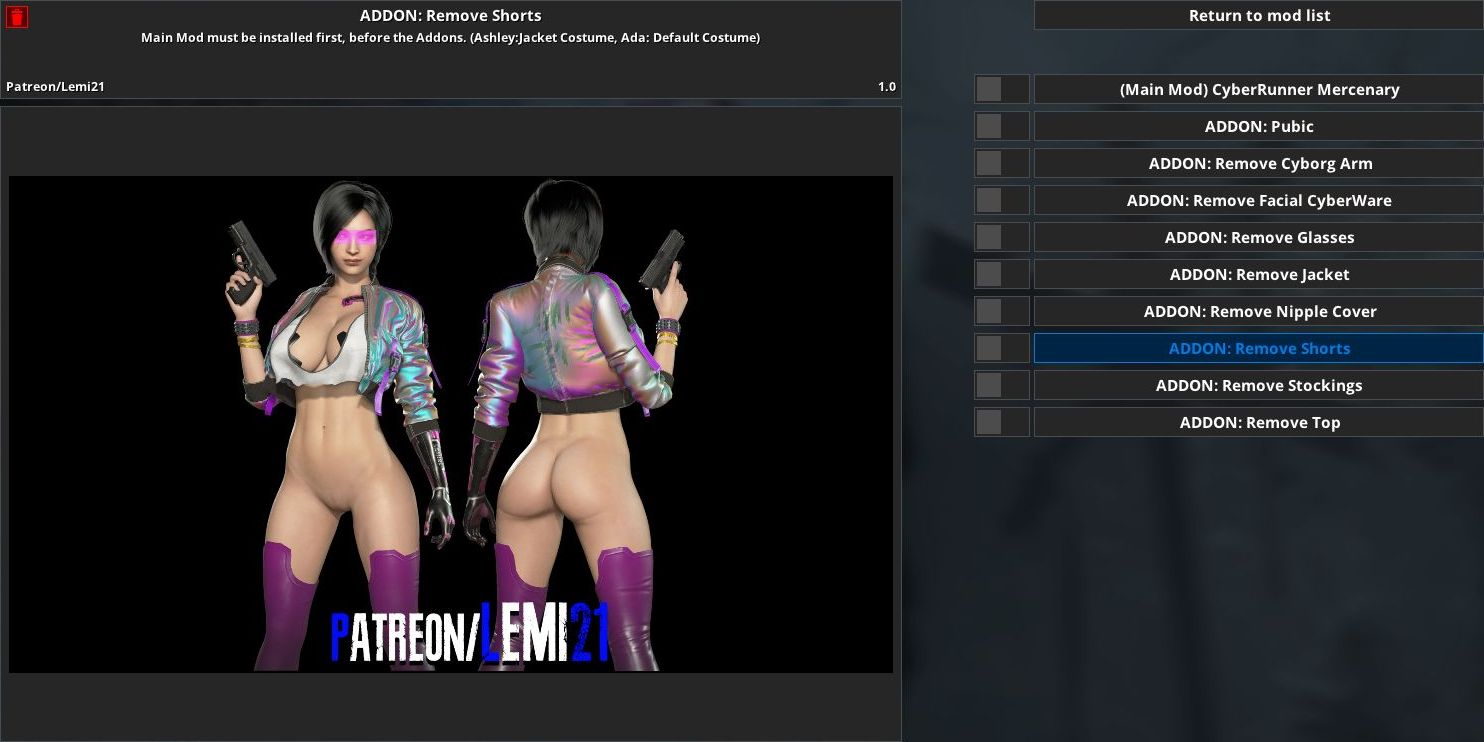 ADDON: Remove Shorts
Main Mod must be installed first, before the Addons. (Ashley:Jacket Costume, Ada: Default Costume)
Patreon/Lemi21
1.0
PATREON/LEMI21
Return to mod list
(Main Mod) CyberRunner Mercenary
ADDON: Pubic
ADDON: Remove Cyborg Arm
ADDON: Remove Facial CyberWare
ADDON: Remove Glasses
ADDON: Remove Jacket
ADDON: Remove Nipple Cover
ADDON: Remove Shorts
ADDON: Remove Stockings
ADDON: Remove Top